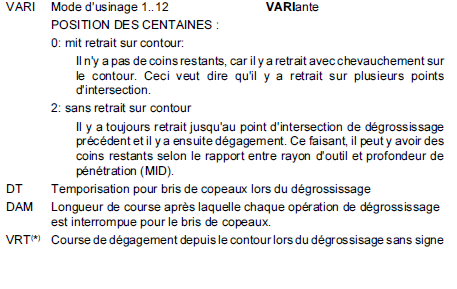 VARI Mode d'usinage 1..12 VARIante
POSITION DES CENTAINES :
0: mit retrait sur contour:
Il n'y a pas de coins restants, car il y a retrait avec chevauchement sur
le contour. Ceci veut dire qu'il y a retrait sur plusieurs points
d'intersection.
2: sans retrait sur contour
Il y a toujours retrait jusqu'au point d'intersection de dégrossissage
précédent et il y a ensuite dégagement. Ce faisant, il peut y avoir des
coins restants selon le rapport entre rayon d'outil et profondeur de
pénétration (MID).
DT Temporisation pour bris de copeaux lors du dégrossissage
DAM Longueur de course après laquelle chaque opération de dégrossissage
est interrompue pour le bris de copeaux.
VRT(*) Course de dégagement depuis le contour lors du dégrossisage sans signe